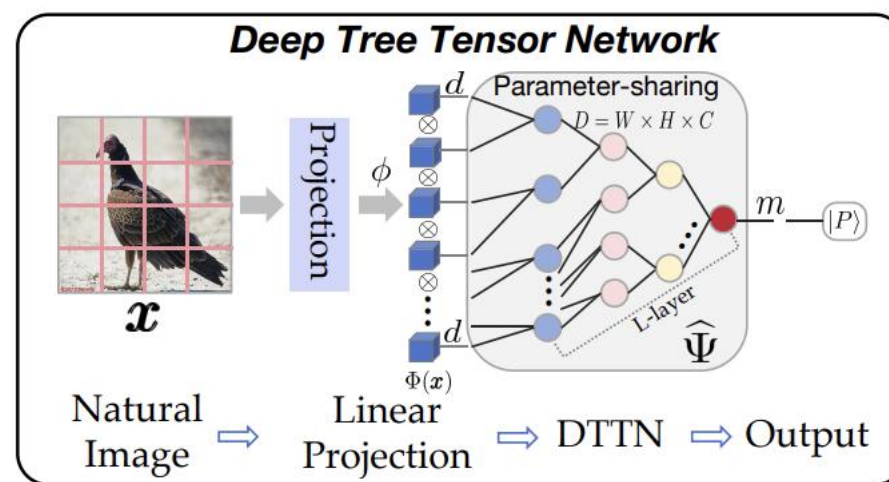 Deep Tree Tensor Network
Projection
ϕ
d
⊗
⊗
⊗
⊗
d
Φ(x)
Parameter-sharing
D = W × H × C
L-layer
Ψ̂
m
|P⟩
x
Natural
Image
Linear
Projection
DTTN
Output